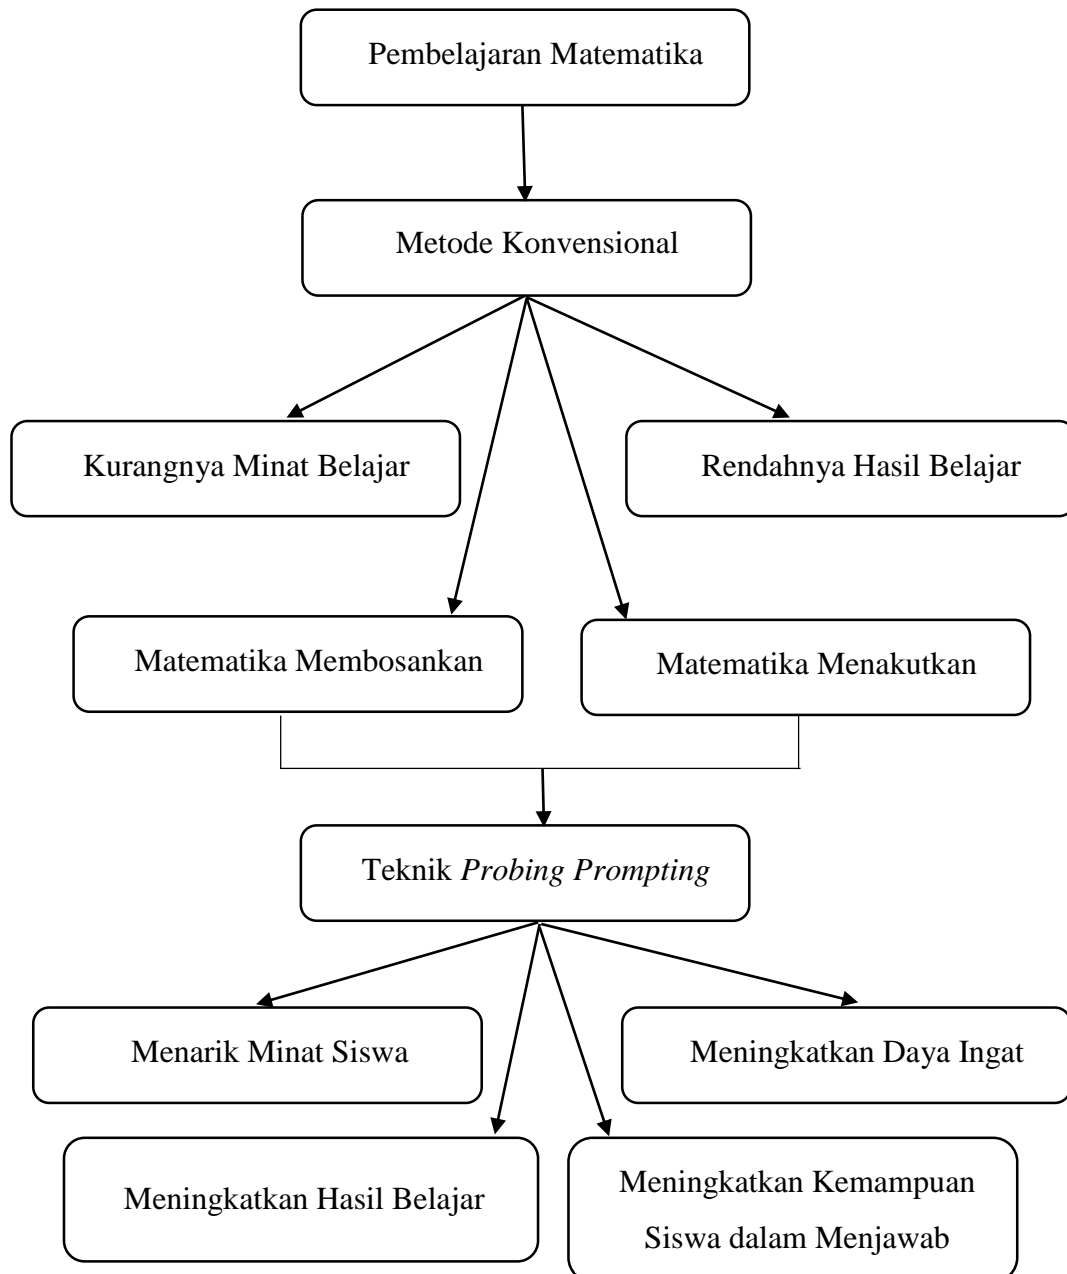 Pembelajaran Matematika
Metode Konvensional
Kurangnya Minat Belajar
Rendahnya Hasil Belajar
Matematika Membosankan
Matematika Menakutkan
Teknik Probing Prompting
Menarik Minat Siswa
Meningkatkan Daya Ingat
Meningkatkan Hasil Belajar
Meningkatkan Kemampuan
Siswa dalam Menjawab